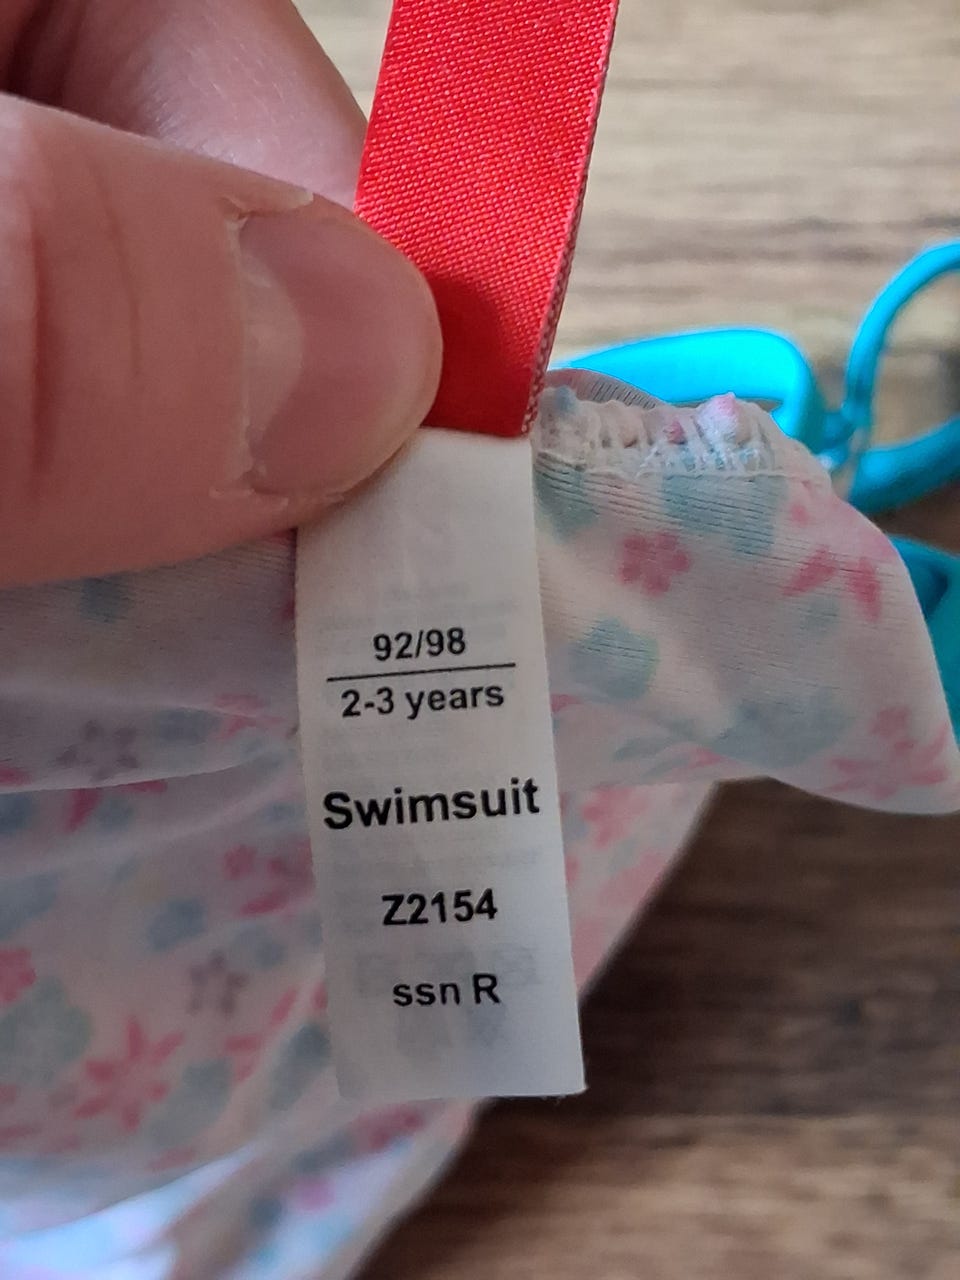 92/98
2-3 years
Swimsuit
Z2154
ssn R